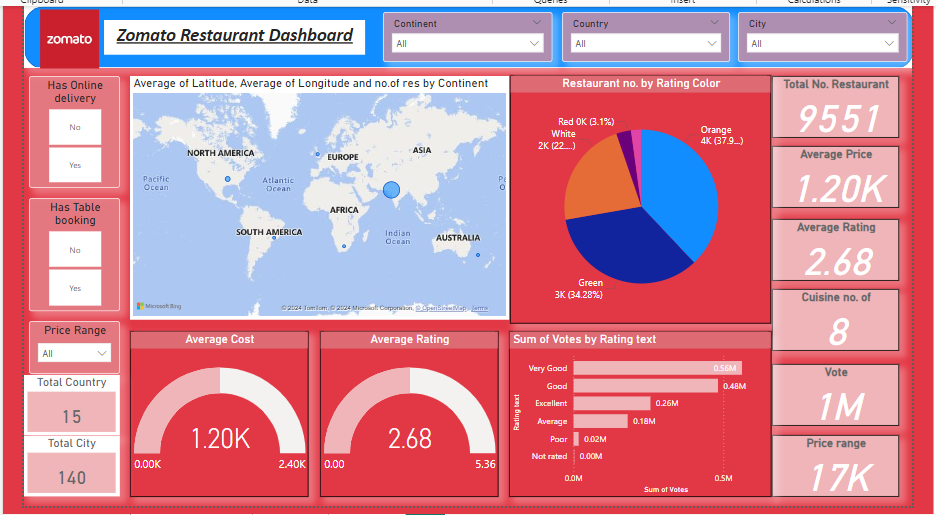 Clipboard
Data
Queries
Insert
Calculations
Sensitivity
zomato
Zomato Restaurant Dashboard
Continent
All
Country
All
City
All
Has Online
delivery
No
Yes
Has Table
booking
No
Yes
Price Range
All
Total Country
15
Total City
140
Average of Latitude, Average of Longitude and no.of res by Continent
NORTH AMERICA
EUROPE
ASIA
Pacific
Ocean
Atlantic
Ocean
AFRICA
SOUTH AMERICA
Indian
Ocean
AUSTRALIA
Microsoft Bing
© 2024 TomTom, © 2024 Microsoft Corporation, © OpenStreetMap Terms
Restaurant no. by Rating Color
Red 0K (3.1%)
White
2K (22....)
Orange
4K (37.9...)
Green
3K (34.28%)
Average Cost
1.20K
0.00K
2.40K
Average Rating
2.68
0.00
5.36
Sum of Votes by Rating text
Rating text
Very Good
0.56M
Good
0.48M
Excellent
0.26M
Average
0.18M
Poor
0.02M
Not rated
0.00M
0.0M
0.5M
Sum of Votes
Total No. Restaurant
9551
Average Price
1.20K
Average Rating
2.68
Cuisine no. of
8
Vote
1M
Price range
17K